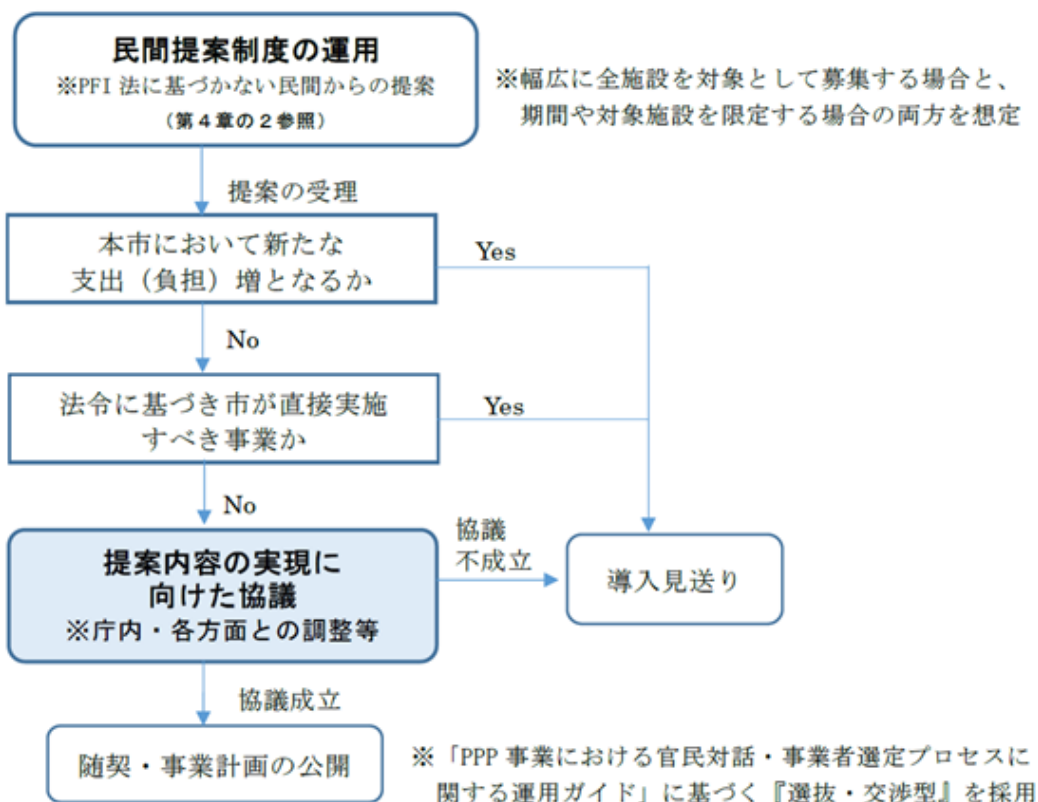 民間提案制度の運用
※PFI 法に基づかない民間からの提案
(第4章の2参照)
※幅広に全施設を対象として募集する場合と、
期間や対象施設を限定する場合の両方を想定
提案の受理
本市において新たな
支出（負担）増となるか
Yes
No
法令に基づき市が直接実施
すべき事業か
Yes
No
提案内容の実現に
向けた協議
※庁内・各方面との調整等
協議
不成立
導入見送り
協議成立
随契・事業計画の公開
※「PPP 事業における官民対話・事業者選定プロセスに
関する運用ガイド」に基づく『選抜・交渉型』を採用